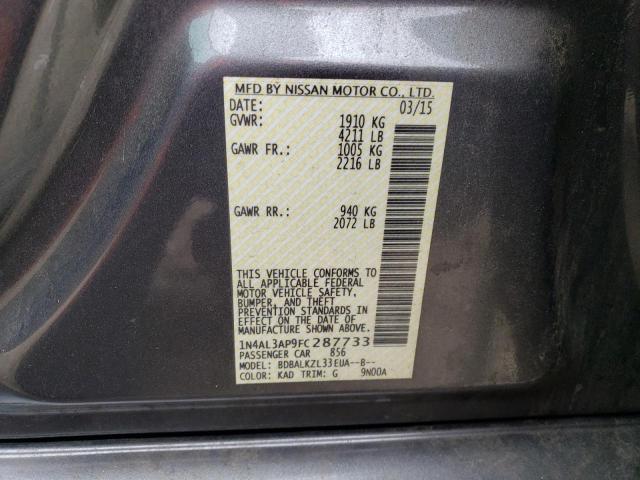 MFD BY NISSAN MOTOR CO., LTD.
DATE: 03/15
GVWR: 1910 KG
4211 LB
GAWR FR.: 1005 KG
2216 LB
GAWR RR.: 940 KG
2072 LB
THIS VEHICLE CONFORMS TO
ALL APPLICABLE FEDERAL
MOTOR VEHICLE SAFETY,
BUMPER, AND THEFT
PREVENTION STANDARDS IN
EFFECT ON THE DATE OF
MANUFACTURE SHOWN ABOVE.
1N4AL3AP9FC287733
PASSENGER CAR 856
MODEL: BDBALKZL33EUA--B--
COLOR: KAD TRIM: G 9N00A